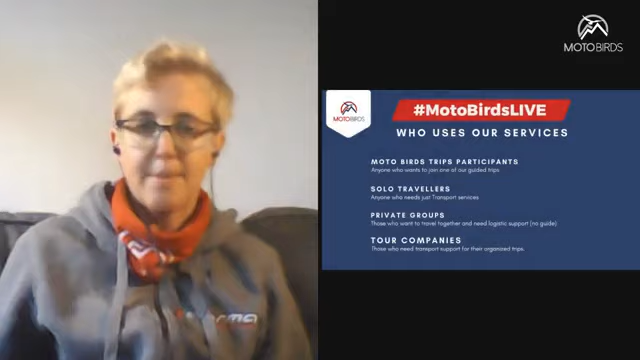 MOTO BIRDS
MOTO BIRDS
#MotoBirdsLIVE
WHO USES OUR SERVICES
MOTO BIRDS TRIPS PARTICIPANTS
Anyone who wants to join one of our guided trips
SOLO TRAVELLERS
Anyone who needs just Transport services
PRIVATE GROUPS
Those who want to travel together and need logistic support (no guide)
TOUR COMPANIES
Those who need transport support for their organized trips